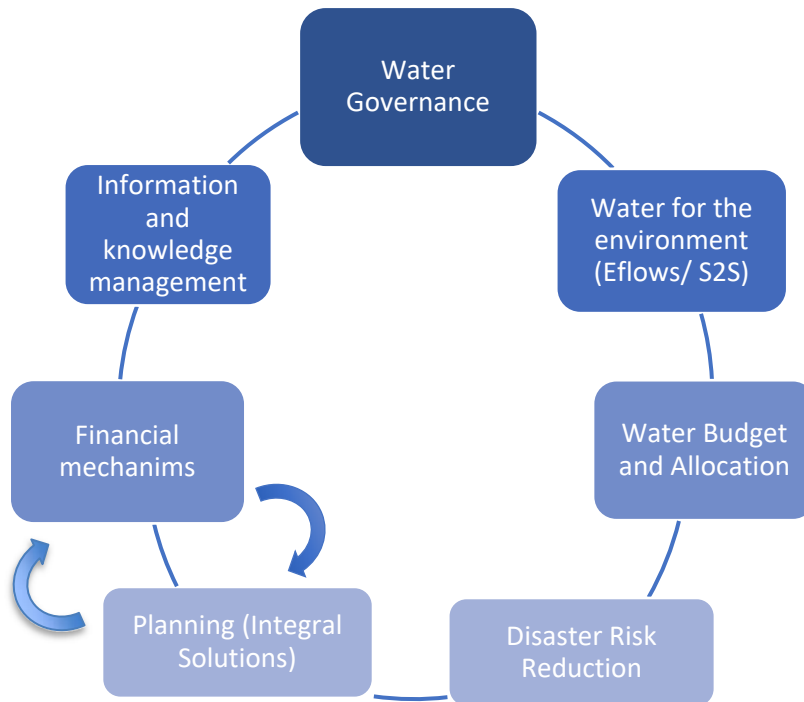 Water
Governance
Water for the
environment
(Eflows/ S2S)
Water Budget
and Allocation
Disaster Risk
Reduction
Planning (Integral
Solutions)
Financial
mechanims
Information
and
knowledge
management